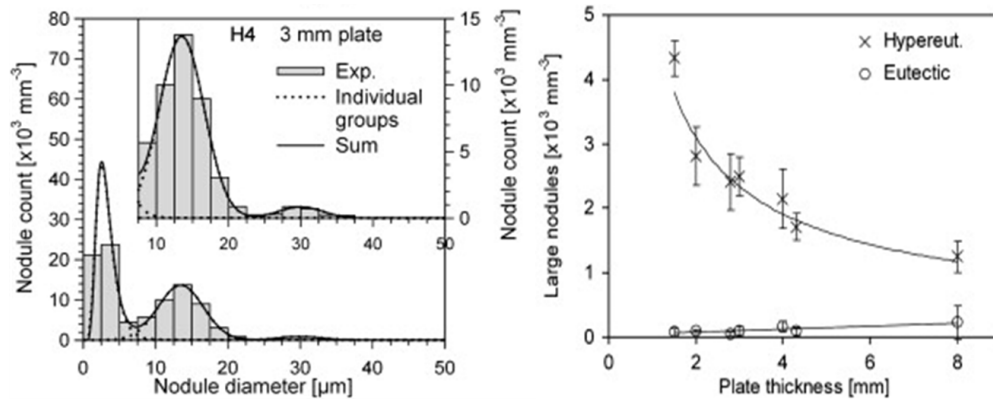 H4 3 mm plate
Exp.
Individual
groups
Sum
Nodule count [x10³ mm⁻³]
80
70
60
50
40
30
20
10
0
15
10
5
0
Nodule count [x10³ mm⁻³]
10 20 30 40 50
0 10 20 30 40 50
Nodule diameter [µm]
Hypereut.
Eutectic
Large nodules [x10³ mm⁻³]
5
4
3
2
1
0
0 2 4 6 8
Plate thickness [mm]